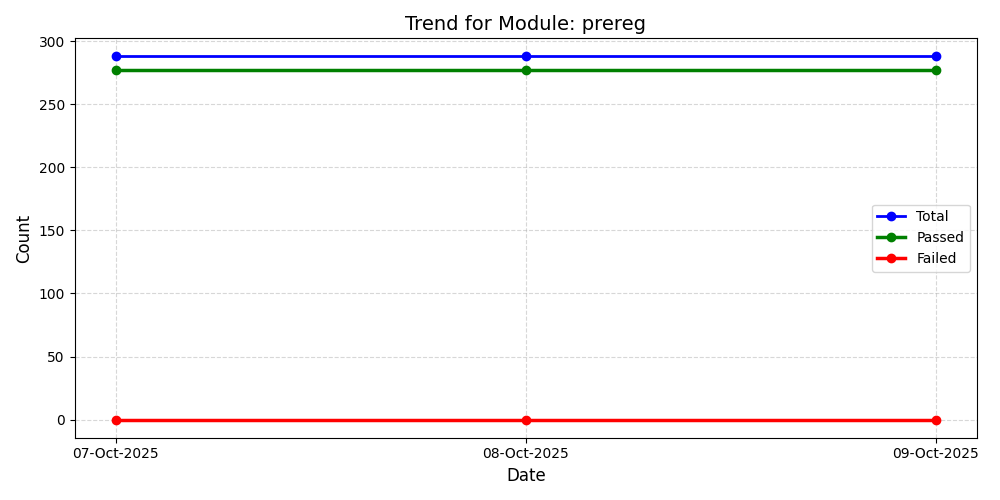 Trend for Module: prereg
300
250
200
150
100
50
0
Count
Total
Passed
Failed
07-Oct-2025
08-Oct-2025
09-Oct-2025
Date